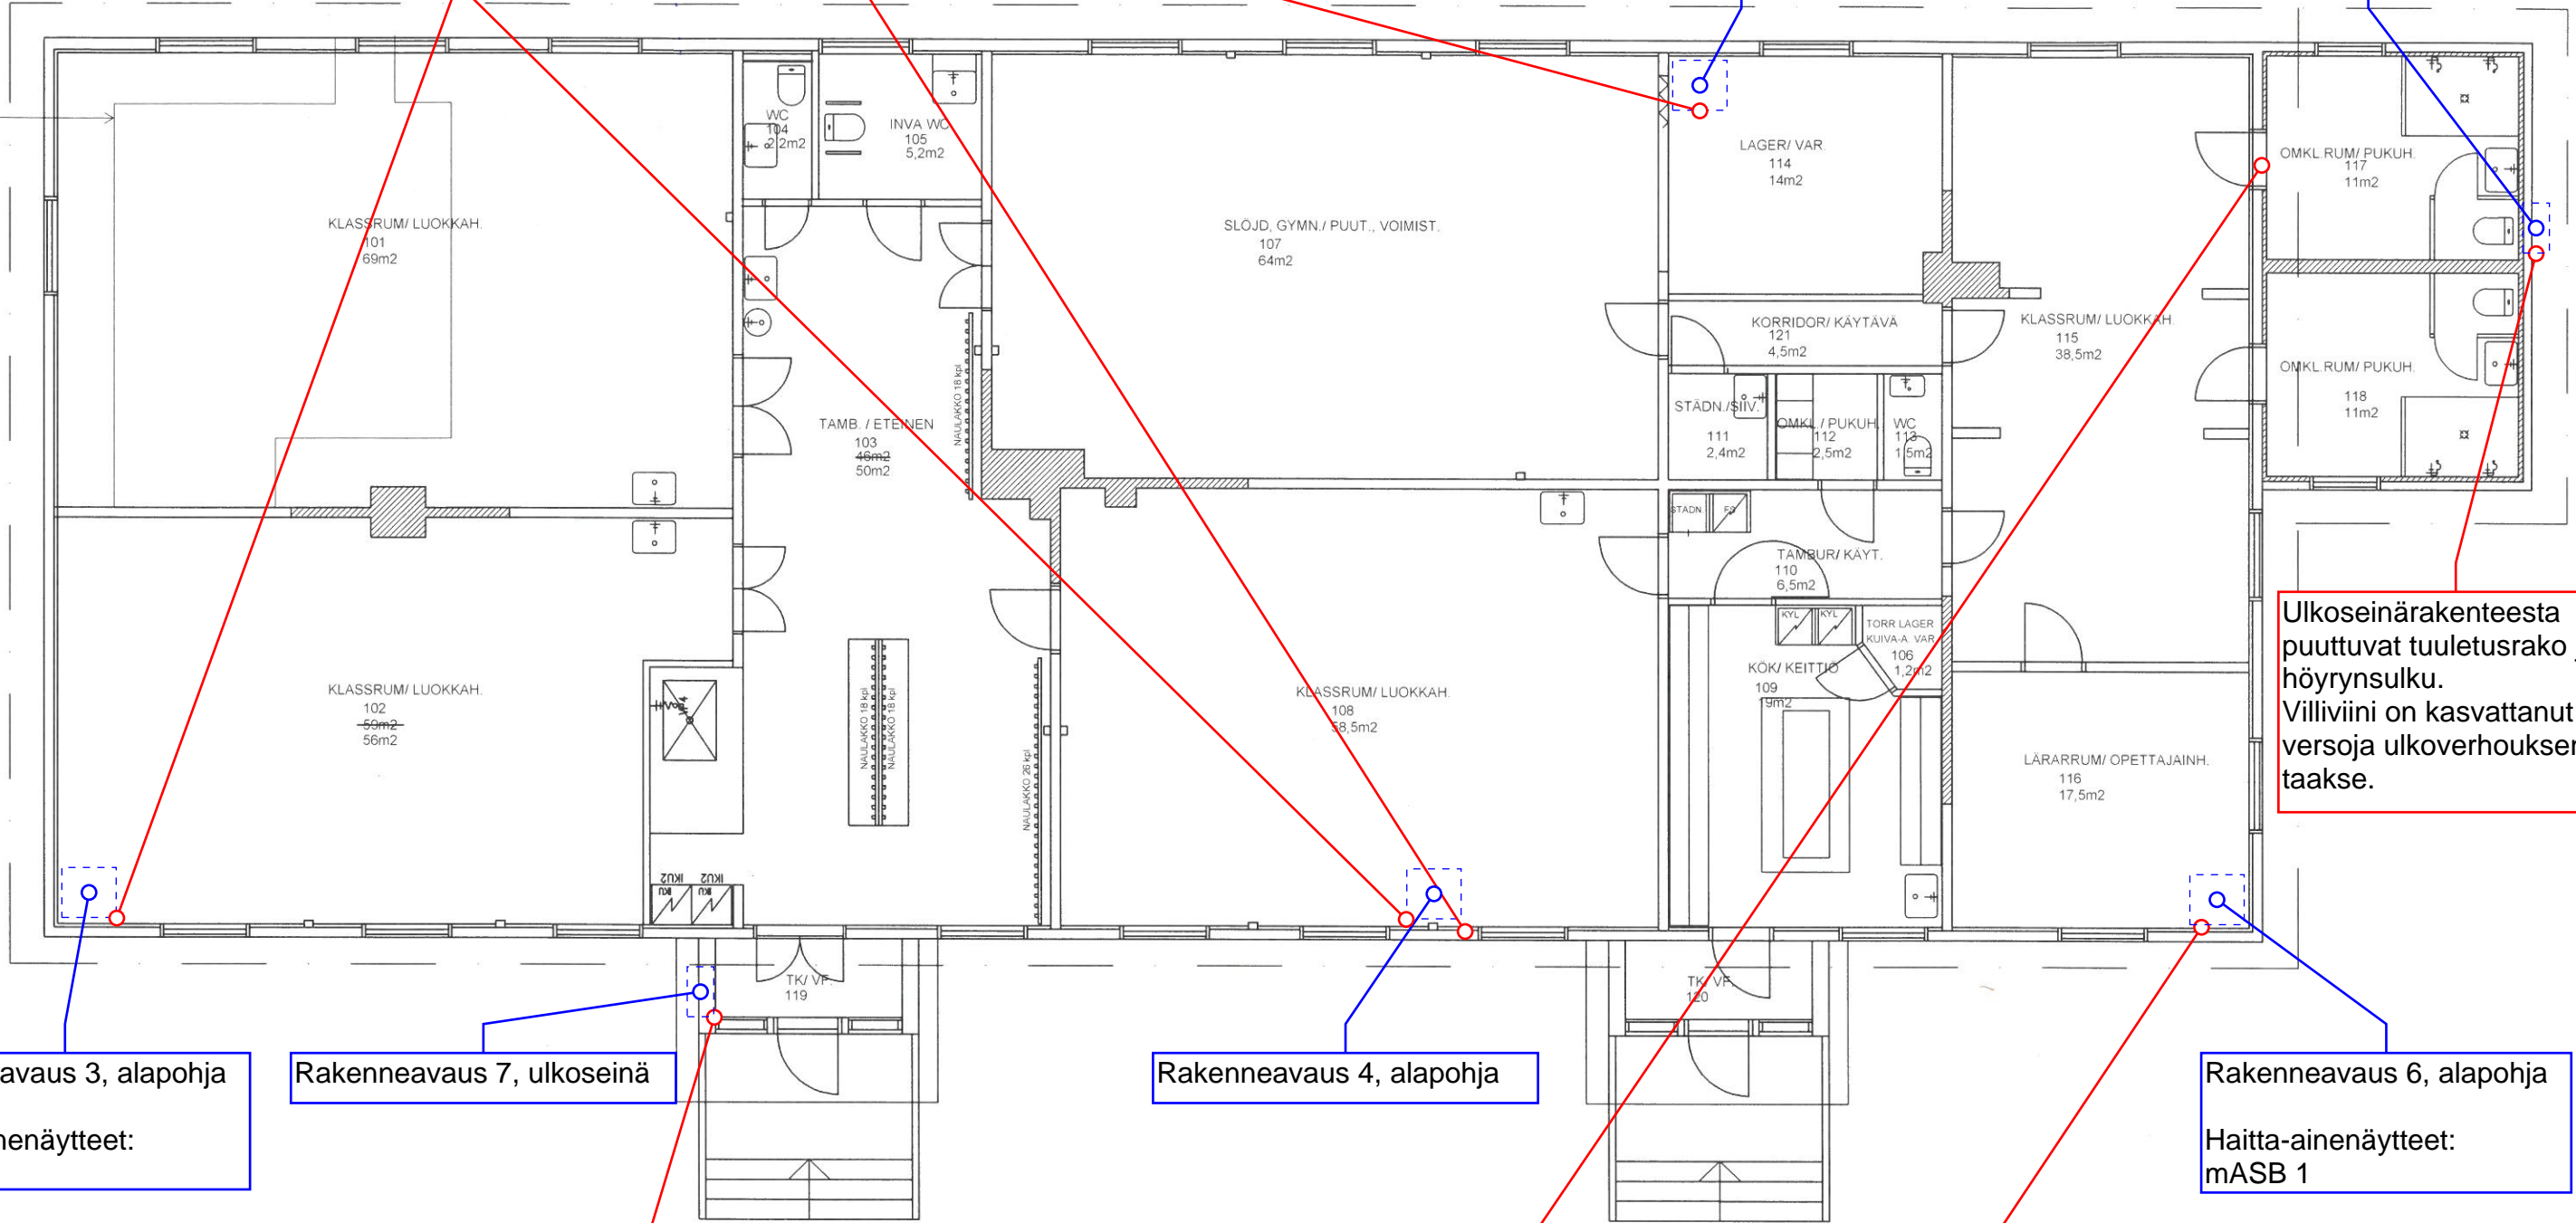 WC
104
2,2m2
INVA WC
105
5,2m2
KLASSRUM/ LUOKKAH.
101
69m2
SLÖJD, GYMN./ PUUT., VOIMIST.
107
64m2
LAGER/ VAR.
114
14m2
OMKL.RUM/ PUKUH.
117
11m2
KORRIDOR/ KÄYTÄVÄ
121
4,5m2
KLASSRUM/ LUOKKAH.
115
38,5m2
OMKL.RUM/ PUKUH.
118
11m2
TAMB. / ETEINEN
103
46m2
50m2
NAULAKKO 18 kpl
STÄDN./SIIV.
111
2,4m2
OMKL./ PUKUH.
112
2,5m2
WC
113
1,5m2
STÄDN.
TAMBUR/ KÄYT.
110
6,5m2
KYL
KYL
TORR LAGER
KUIVA-A. VAR
106
1,2m2
KÖK/ KEITTIÖ
109
19m2
KLASSRUM/ LUOKKAH.
102
59m2
56m2
NAULAKKO 18 kpl
NAULAKKO 18 kpl
NAULAKKO 26 kpl
KLASSRUM/ LUOKKAH.
108
58,5m2
LÄRARRUM/ OPETTAJAINH.
116
17,5m2
Ulkoseinärakenteesta
puuttuvat tuuletusrako
höyrynsulku.
Villiviini on kasvattanut
versoja ulkoverhouksen
taakse.
IKU2
IKU2
IKU
IKU
TK/ VF.
119
TK/ VF.
120
avaus 3, alapohja
nenäytteet:
Rakenneavaus 7, ulkoseinä
Rakenneavaus 4, alapohja
Rakenneavaus 6, alapohja
Haitta-ainenäytteet:
mASB 1